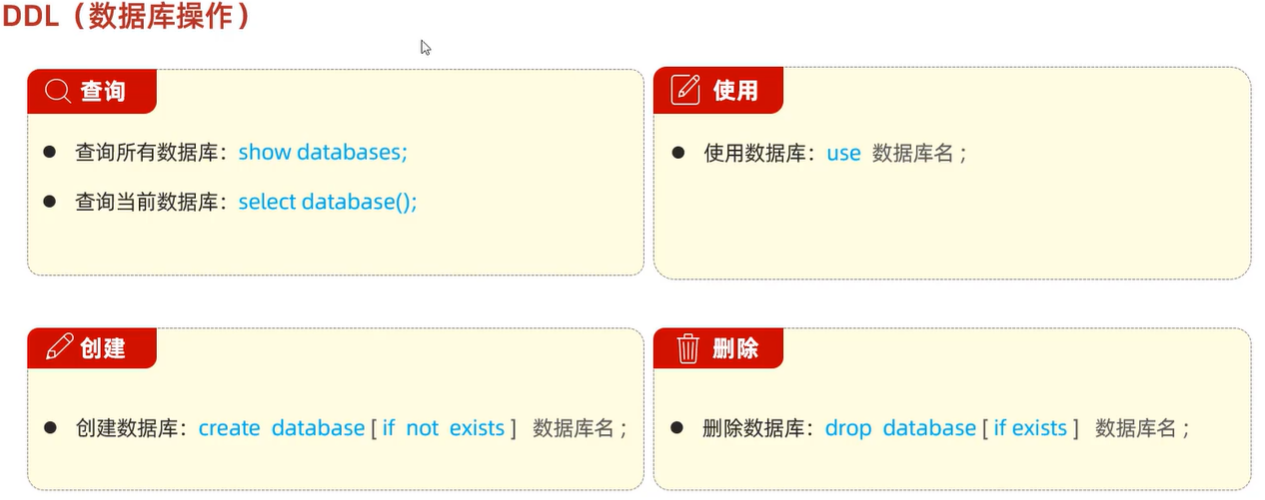 DDL（数据库操作）
查询
查询所有数据库：show databases;
查询当前数据库：select database();
使用
使用数据库：use 数据库名 ;
创建
创建数据库：create database [ if not exists ] 数据库名 ;
删除
删除数据库：drop database [ if exists ] 数据库名 ;